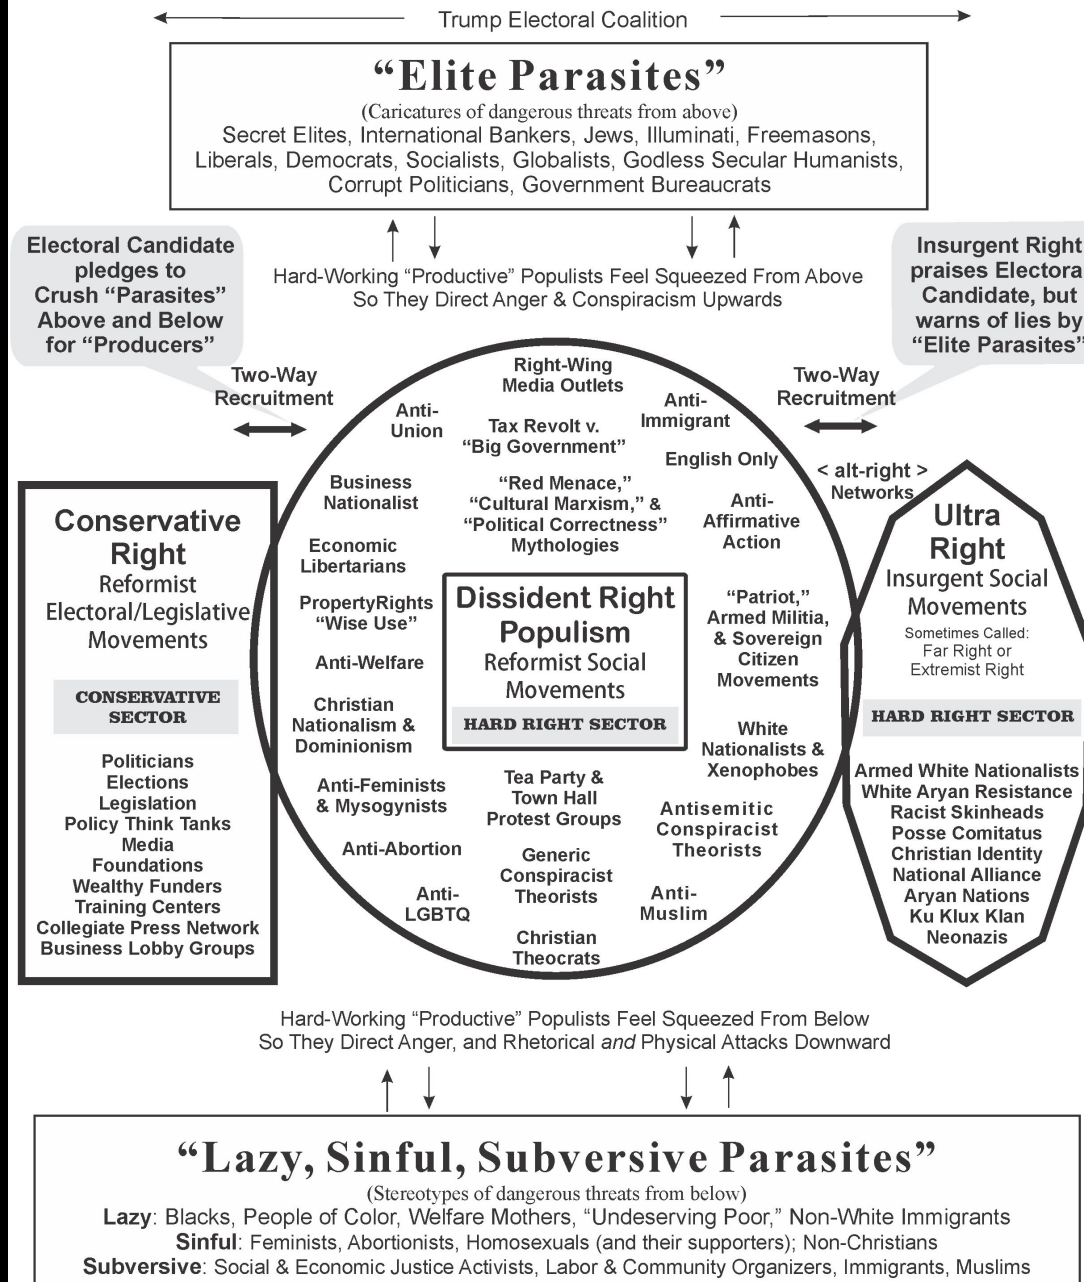 Trump Electoral Coalition
“Elite Parasites”
(Caricatures of dangerous threats from above)
Secret Elites, International Bankers, Jews, Illuminati, Freemasons,
Liberals, Democrats, Socialists, Globalists, Godless Secular Humanists,
Corrupt Politicians, Government Bureaucrats
Electoral Candidate
pledges to
Crush “Parasites”
Above and Below
for “Producers”
Hard-Working “Productive” Populists Feel Squeezed From Above
So They Direct Anger & Conspiracism Upwards
Insurgent Right
praises Electora
Candidate, but
warns of lies by
“Elite Parasites”
Two-Way
Recruitment
Two-Way
Recruitment
< alt-right >
Networks
Conservative
Right
Reformist
Electoral/Legislative
Movements
CONSERVATIVE
SECTOR
Politicians
Elections
Legislation
Policy Think Tanks
Media
Foundations
Wealthy Funders
Training Centers
Collegiate Press Network
Business Lobby Groups
Right-Wing
Media Outlets
Anti-
Union
Tax Revolt v.
“Big Government”
Anti-
Immigrant
English Only
Business
Nationalist
“Red Menace,”
“Cultural Marxism,” &
“Political Correctness”
Mythologies
Anti-
Affirmative
Action
Economic
Libertarians
PropertyRights
“Wise Use”
Anti-Welfare
Christian
Nationalism &
Dominionism
Anti-Feminists
& Mysogynists
Anti-Abortion
Anti-
LGBTQ
Dissident Right
Populism
Reformist Social
Movements
HARD RIGHT SECTOR
Tea Party &
Town Hall
Protest Groups
Generic
Conspiracist
Theorists
Christian
Theocrats
“Patriot,”
Armed Militia,
& Sovereign
Citizen
Movements
White
Nationalists &
Xenophobes
Antisemitic
Conspiracist
Theorists
Anti-
Muslim
Ultra
Right
Insurgent Social
Movements
Sometimes Called:
Far Right or
Extremist Right
HARD RIGHT SECTOR
Armed White Nationalists
White Aryan Resistance
Racist Skinheads
Posse Comitatus
Christian Identity
National Alliance
Aryan Nations
Ku Klux Klan
Neonazis
Hard-Working “Productive” Populists Feel Squeezed From Below
So They Direct Anger, and Rhetorical and Physical Attacks Downward
“Lazy, Sinful, Subversive Parasites”
(Stereotypes of dangerous threats from below)
Lazy: Blacks, People of Color, Welfare Mothers, “Undeserving Poor,” Non-White Immigrants
Sinful: Feminists, Abortionists, Homosexuals (and their supporters); Non-Christians
Subversive: Social & Economic Justice Activists, Labor & Community Organizers, Immigrants, Muslims